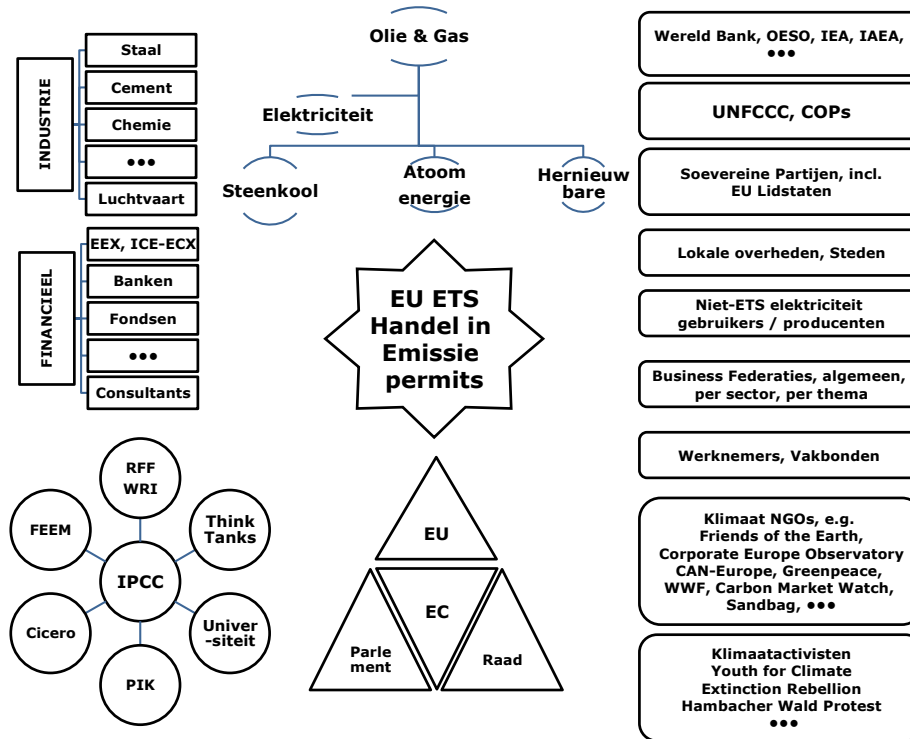 INDUSTRIE
Staal
Cement
Chemie
●●●
Luchtvaart
FINANCIEEL
EEX, ICE-ECX
Banken
Fondsen
●●●
Consultants
Olie & Gas
Elektriciteit
Steenkool
Atoom
energie
Hernieuw
bare
EU ETS
Handel in
Emissie
permits
RFF
WRI
FEEM
Think
Tanks
IPCC
Cicero
Univer
-siteit
PIK
EU
EC
Parle
ment
Raad
Wereld Bank, OESO, IEA, IAEA,
●●●
UNFCCC, COPs
Soevereine Partijen, incl.
EU Lidstaten
Lokale overheden, Steden
Niet-ETS elektriciteit
gebruikers / producenten
Business Federaties, algemeen,
per sector, per thema
Werknemers, Vakbonden
Klimaat NGOs, e.g.
Friends of the Earth,
Corporate Europe Observatory
CAN-Europe, Greenpeace,
WWF, Carbon Market Watch,
Sandbag, ●●●
Klimaatactivisten
Youth for Climate
Extinction Rebellion
Hambacher Wald Protest
●●●